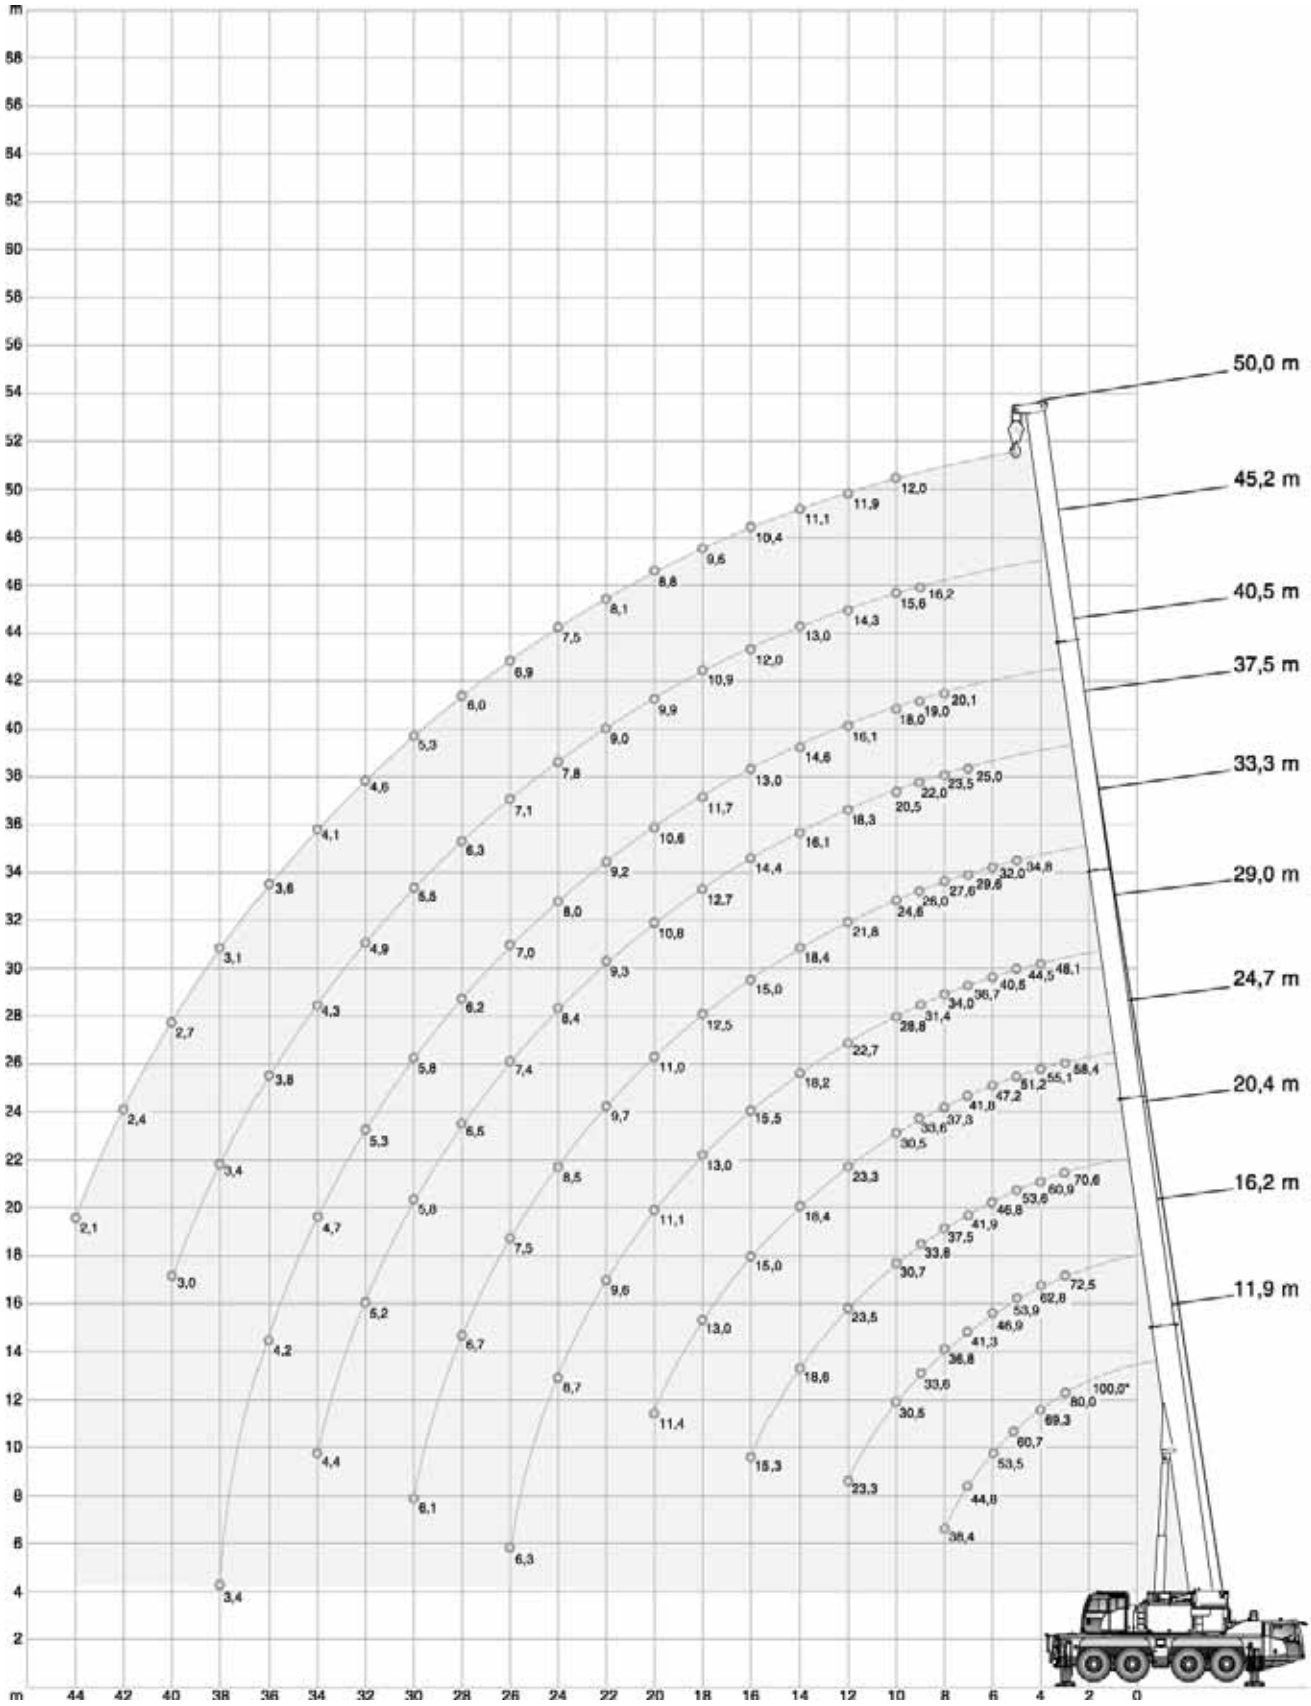 m
68
66
64
62
60
58
56
54
52
50
48
46
44
42
40
38
36
34
32
30
28
26
24
22
20
18
16
14
12
10
8
6
4
2
50,0 m
45,2 m
40,5 m
37,5 m
33,3 m
29,0 m
24,7 m
20,4 m
16,2 m
11,9 m
2,1 2,4 2,7 3,1 3,6 4,1 4,6 5,3 6,0 6,9 7,5 8,1 8,8 9,6 10,4 11,1 11,9 12,0
3,0 3,4 3,8 4,3 4,9 5,5 6,3 7,1 7,8 9,0 9,9 10,9 12,0 13,0 14,3 15,6 16,2
3,4 4,2 4,7 5,3 5,8 6,2 7,0 8,0 9,2 10,6 11,7 13,0 14,6 16,1 18,0 19,0 20,1
4,4 5,2 5,8 6,5 7,4 8,4 9,3 10,8 12,7 14,4 16,1 18,3 20,5 22,0 23,5 25,0
6,1 6,7 7,5 8,5 9,7 11,0 12,5 15,0 18,4 21,8 24,6 26,0 27,6 29,6 32,0 34,8
6,3 8,7 9,6 11,1 13,0 15,5 18,2 22,7 28,8 31,4 34,0 36,7 40,5 44,5 48,1
11,4 13,0 15,0 18,4 23,3 30,5 33,6 37,3 41,8 47,2 51,2 55,1 58,4
15,3 18,6 23,5 30,7 33,8 37,5 41,9 46,8 53,6 60,9 70,6
23,3 30,5 33,6 36,8 41,3 46,9 53,9 62,8 72,5
38,4 44,8 53,5 60,7 69,3 80,0 100,0*
m 44 42 40 38 36 34 32 30 28 26 24 22 20 18 16 14 12 10 8 6 4 2 0